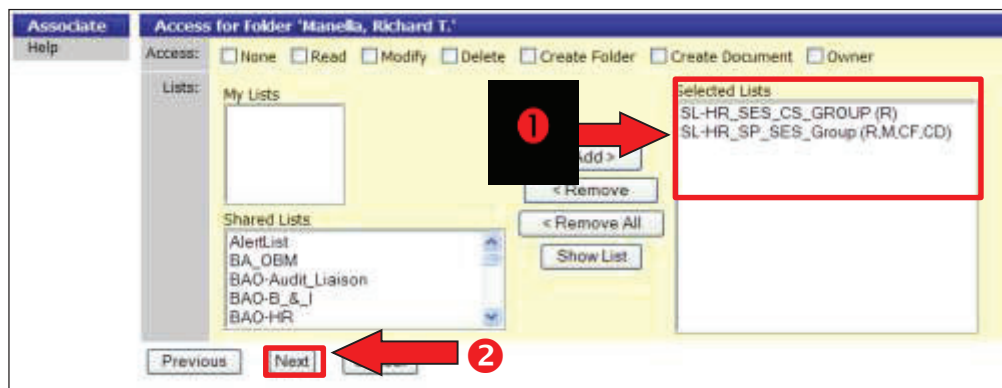 Associate
Access for Folder 'Manella, Richard T.'
Help
Access:
None Read Modify Delete Create Folder Create Document Owner
Lists:
My Lists
Selected Lists
SL-HR_SES_CS_GROUP (R)
SL-HR_SP_SES_Group (R,M,CF,CD)
1
Add >
< Remove
< Remove All
Show List
Shared Lists
AlertList
BA_OBM
BAO-Audit_Liaison
BAO-B_&_I
BAO-HR
Previous
Next
2